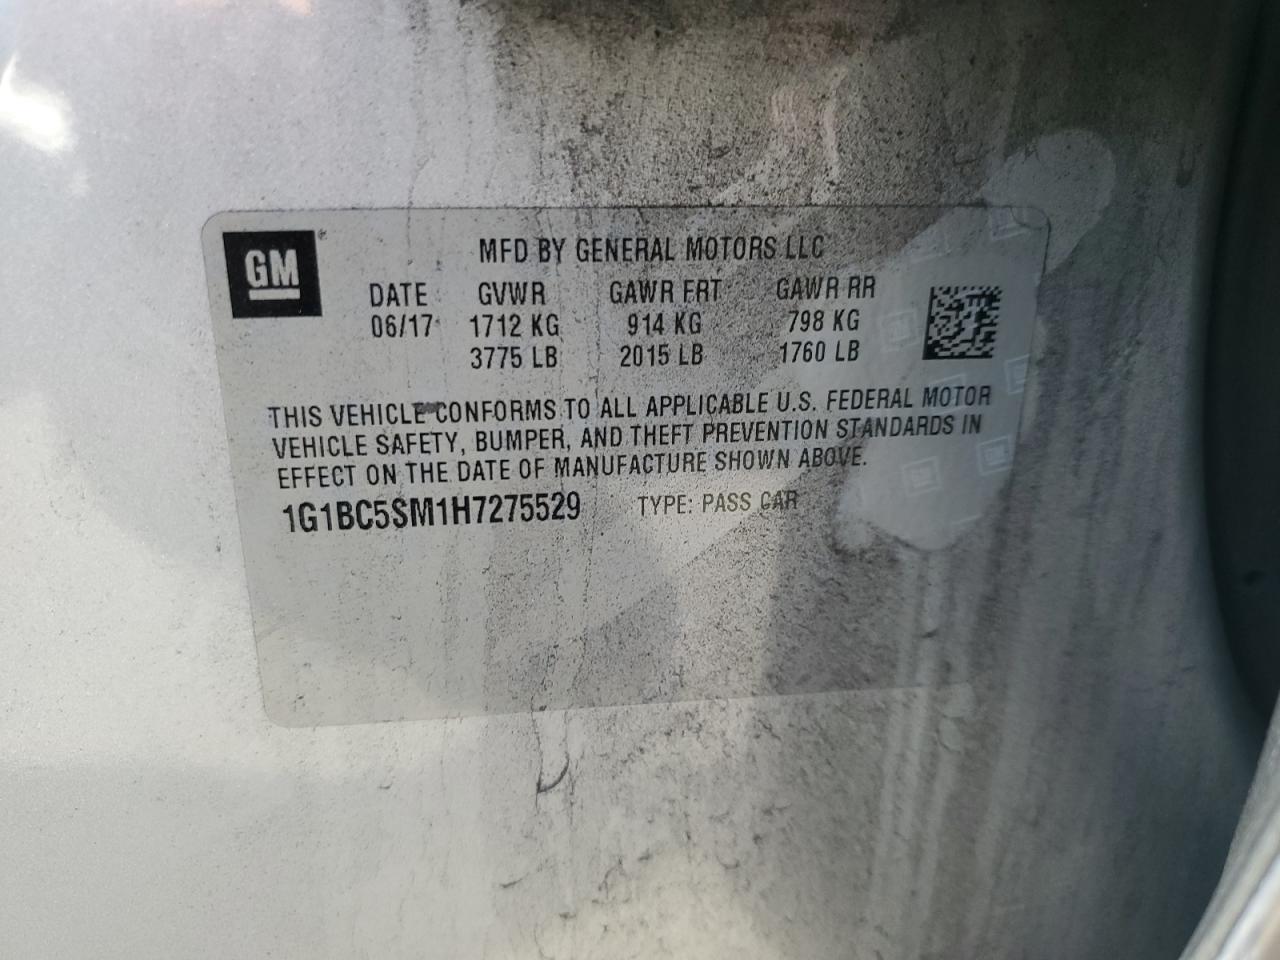 GM®
MFD BY GENERAL MOTORS LLC
DATE GVWR GAWR FRT GAWR RR
06/17 1712 KG 914 KG 798 KG
3775 LB 2015 LB 1760 LB
THIS VEHICLE CONFORMS TO ALL APPLICABLE U.S. FEDERAL MOTOR
VEHICLE SAFETY, BUMPER, AND THEFT PREVENTION STANDARDS IN
EFFECT ON THE DATE OF MANUFACTURE SHOWN ABOVE.
1G1BC5SM1H7275529 TYPE: PASS CAR